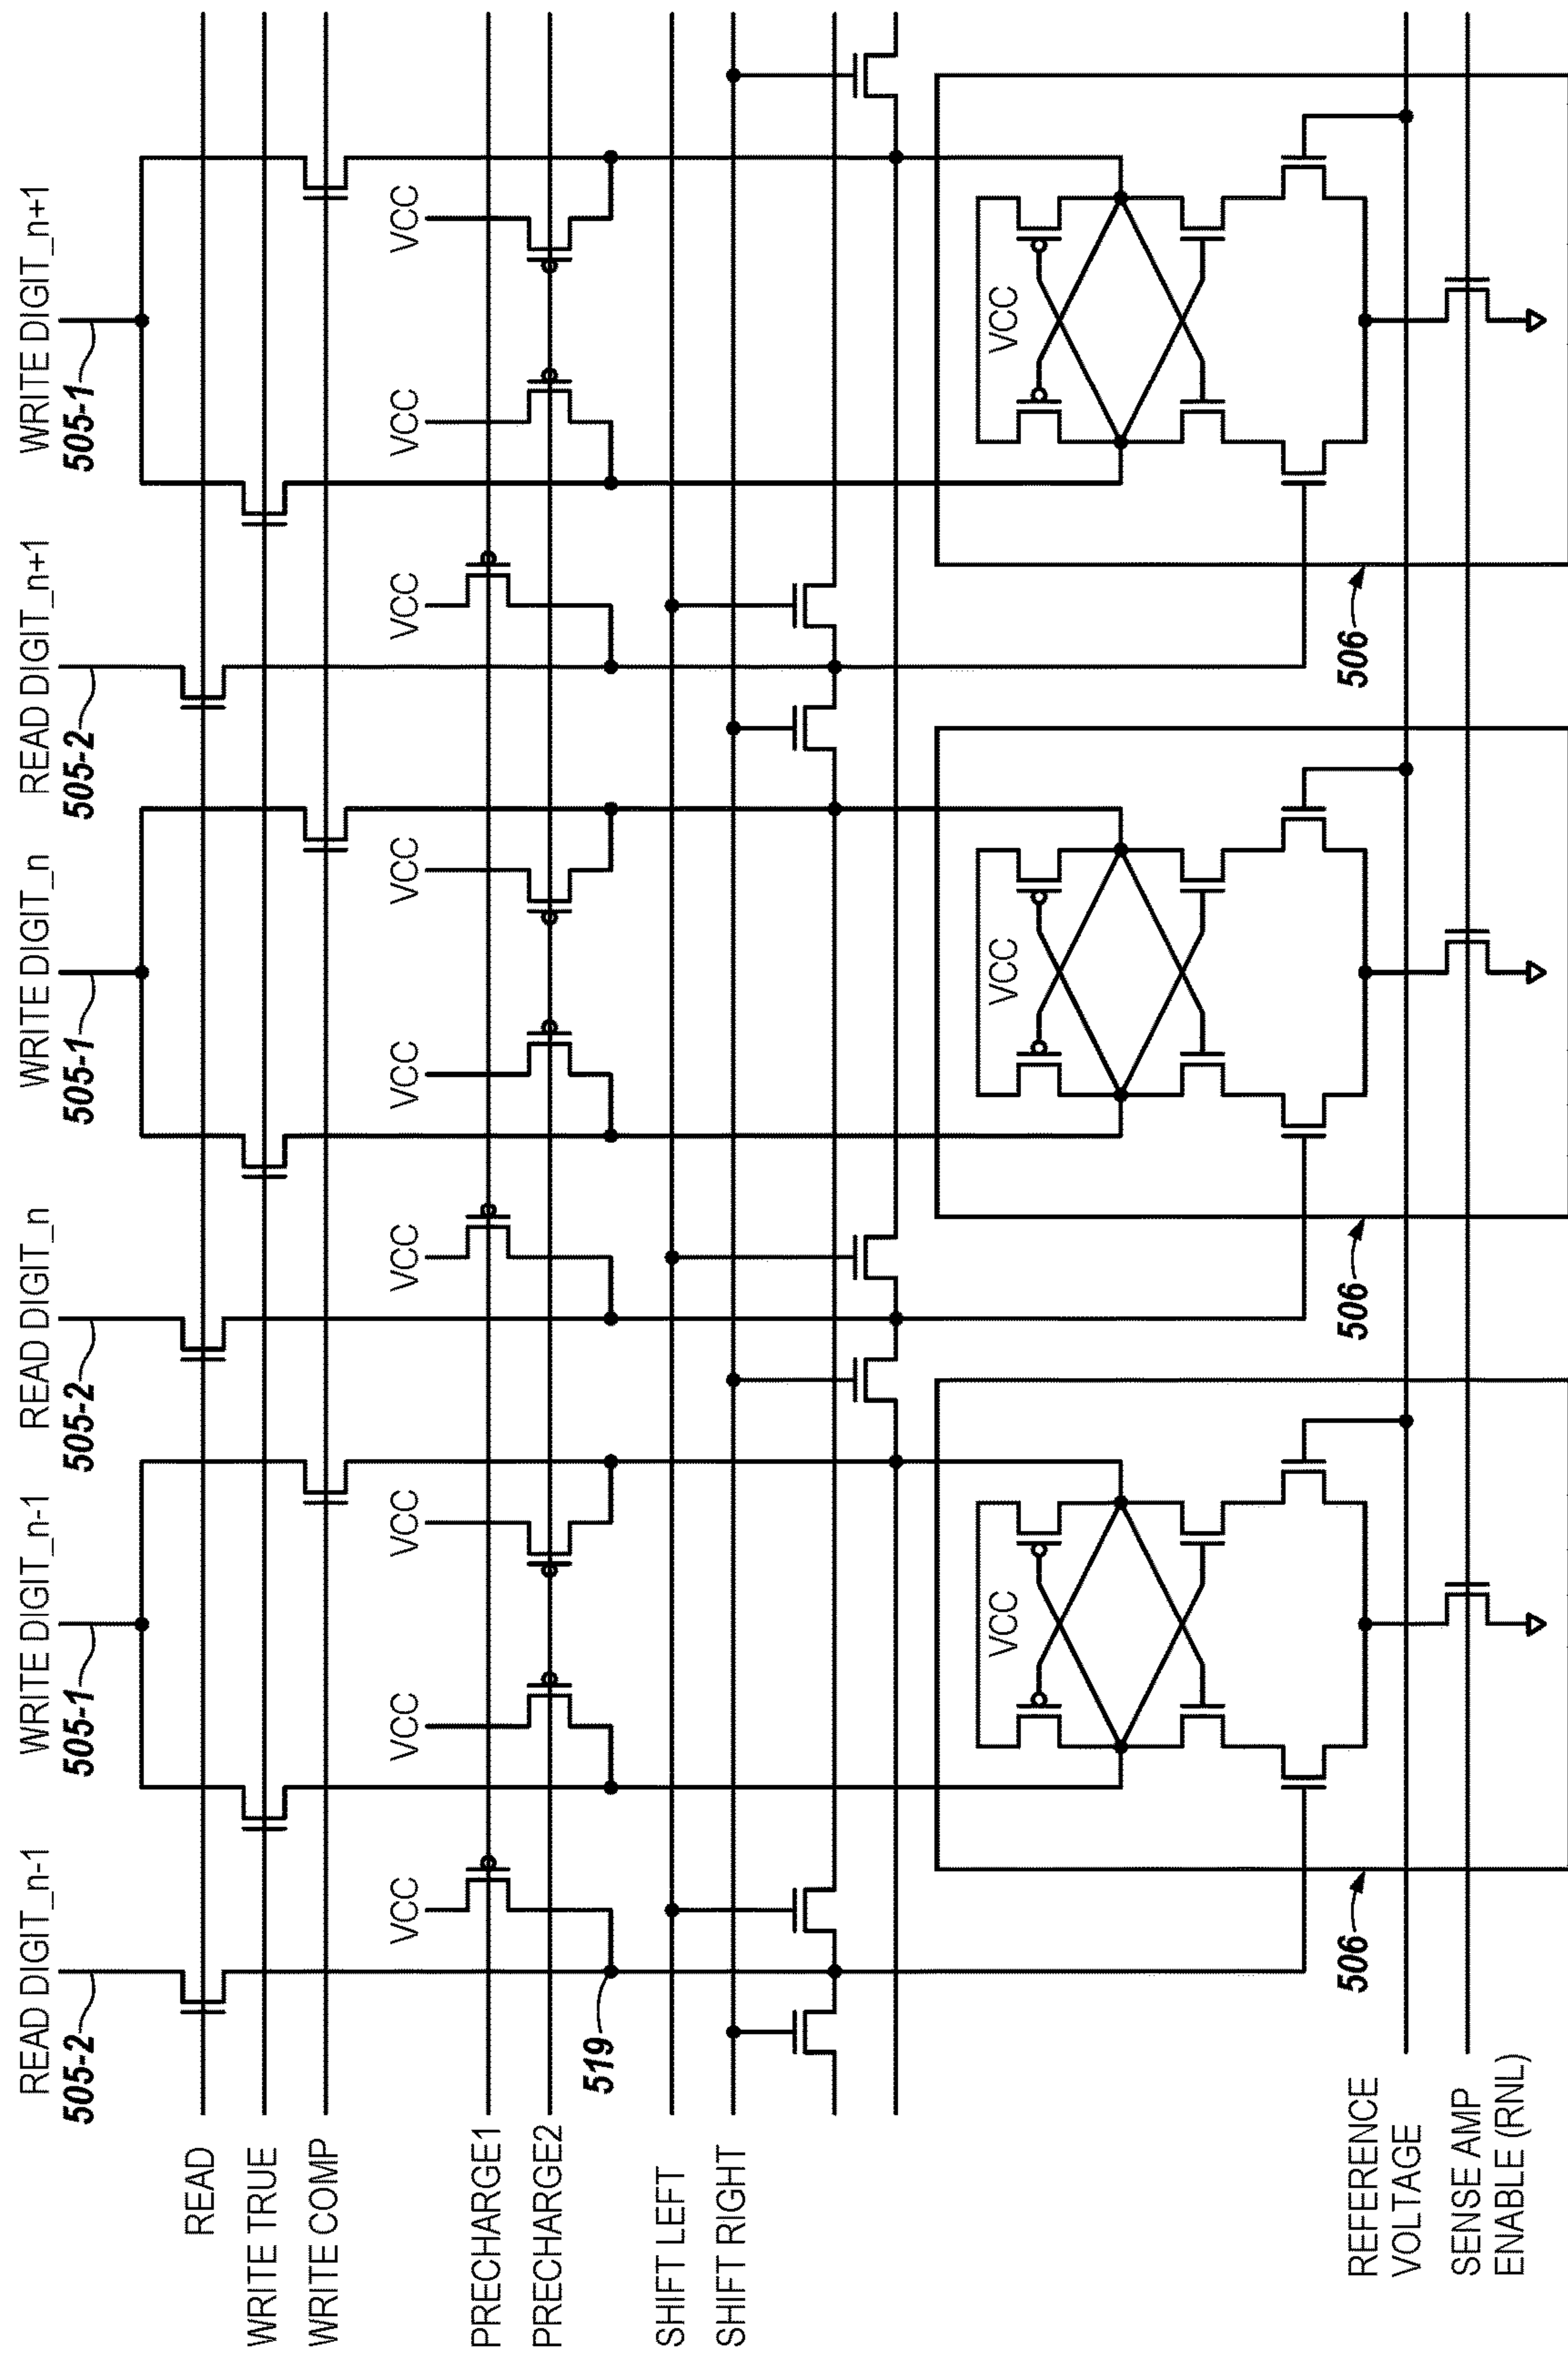 READ DIGIT_n-1
505-2
WRITE DIGIT_n-1
505-1
READ DIGIT_n
505-2
WRITE DIGIT_n
505-1
READ DIGIT_n+1
505-2
WRITE DIGIT_n+1
505-1
READ
WRITE TRUE
WRITE COMP
VCC
VCC
VCC
VCC
VCC
VCC
VCC
VCC
VCC
PRECHARGE1
PRECHARGE2
519
SHIFT LEFT
SHIFT RIGHT
VCC
VCC
VCC
506
506
506
REFERENCE
VOLTAGE
SENSE AMP
ENABLE (RNL)